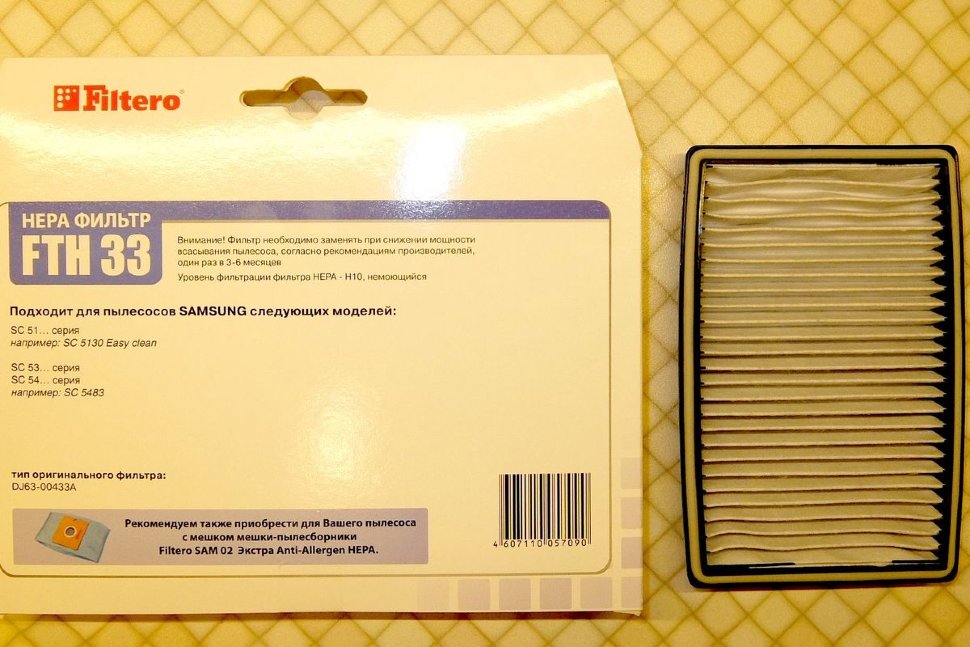 Filtero
HEPA ФИЛЬТР
FTH 33
Внимание! Фильтр необходимо заменять при снижении мощности
всасывания пылесоса, согласно рекомендациям производителей,
один раз в 3-6 месяцев
Уровень фильтрации фильтра HEPA - H10, немоющийся
Подходит для пылесосов SAMSUNG следующих моделей:
SC 51... серия
например: SC 5130 Easy clean
SC 53... серия
SC 54... серия
например: SC 5483
тип оригинального фильтра:
DJ63-00433A
Рекомендуем также приобрести для Вашего пылесоса
с мешком мешки-пылесборники
Filtero SAM 02 Экстра Anti-Allergen HEPA.
4 607110 057090